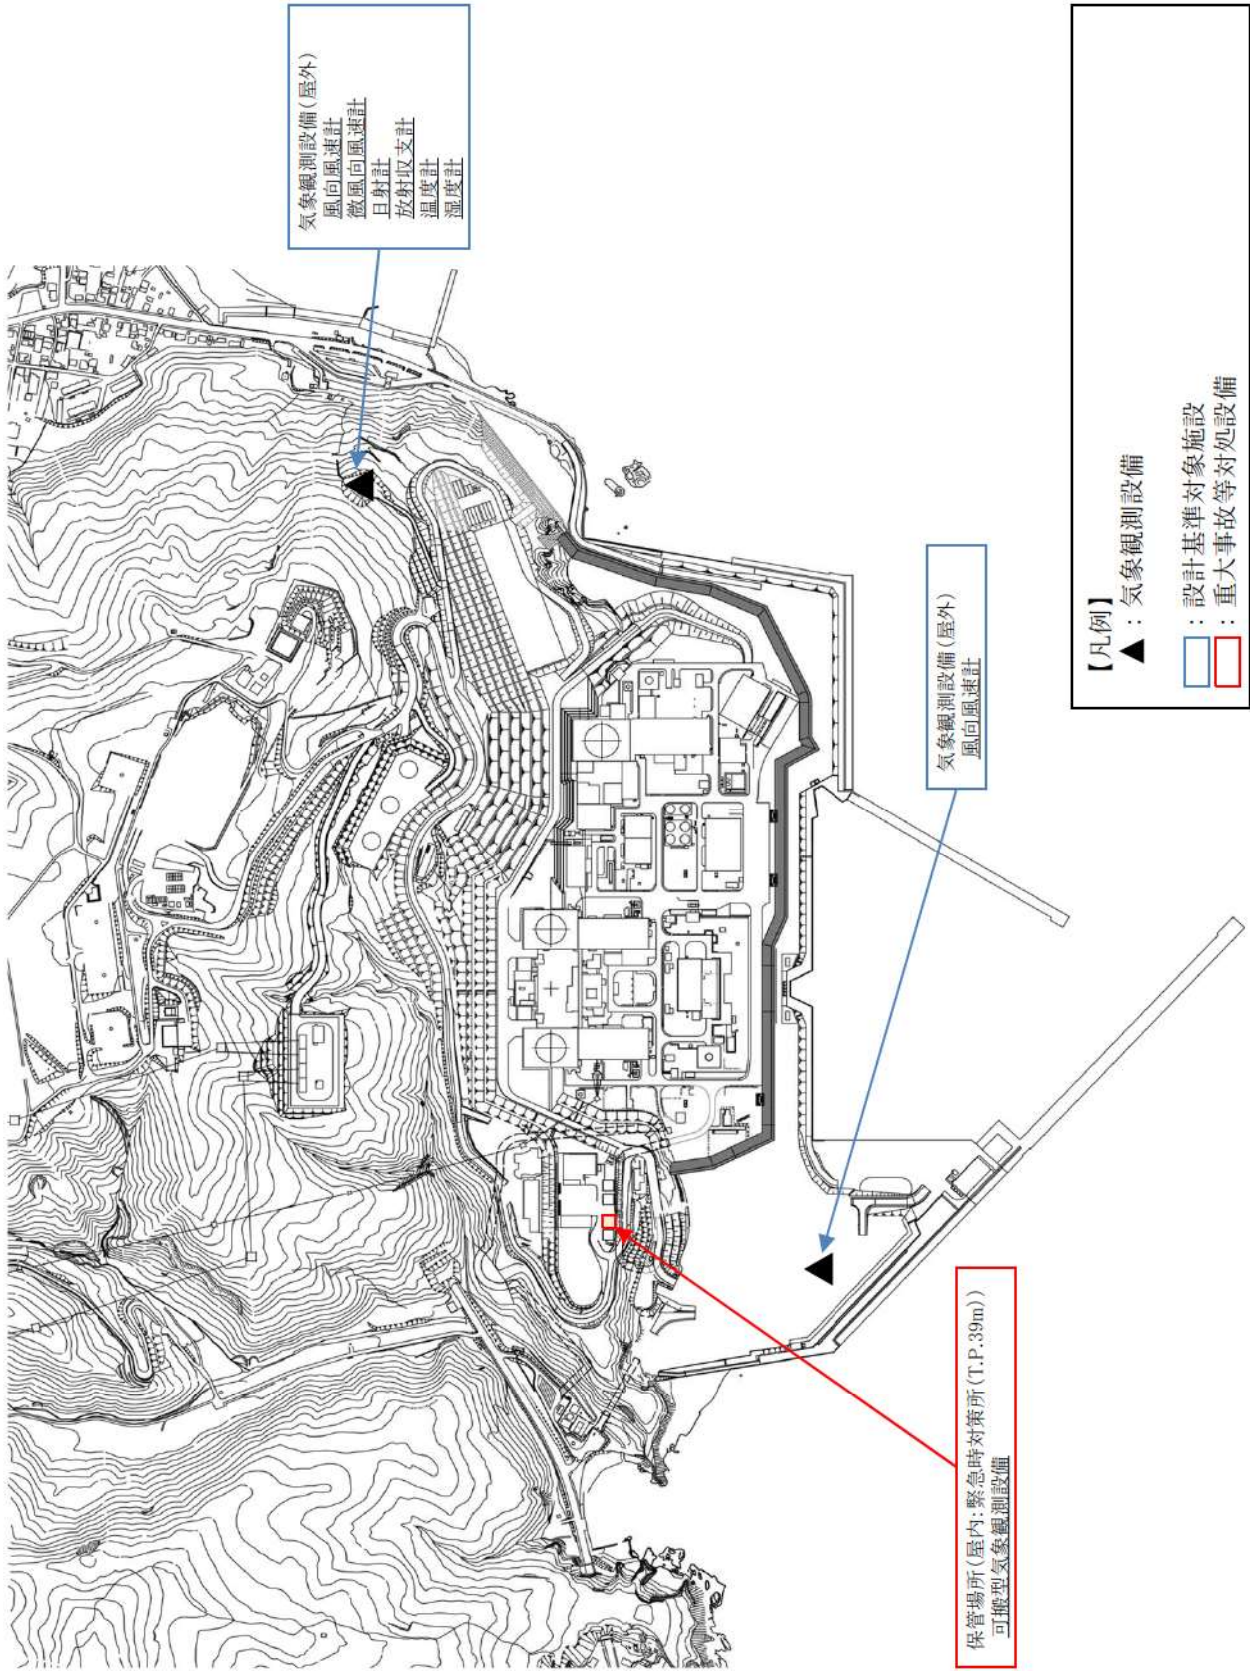 気象観測設備(屋外)
風向風速計
微風向風速計
日射計
放射収支計
温度計
湿度計
気象観測設備(屋外)
風向風速計
保管場所(屋内:緊急時対策所(T.P.39m))
可搬型気象観測設備
【凡例】
▲:気象観測設備
:設計基準対象施設
:重大事故等対処設備